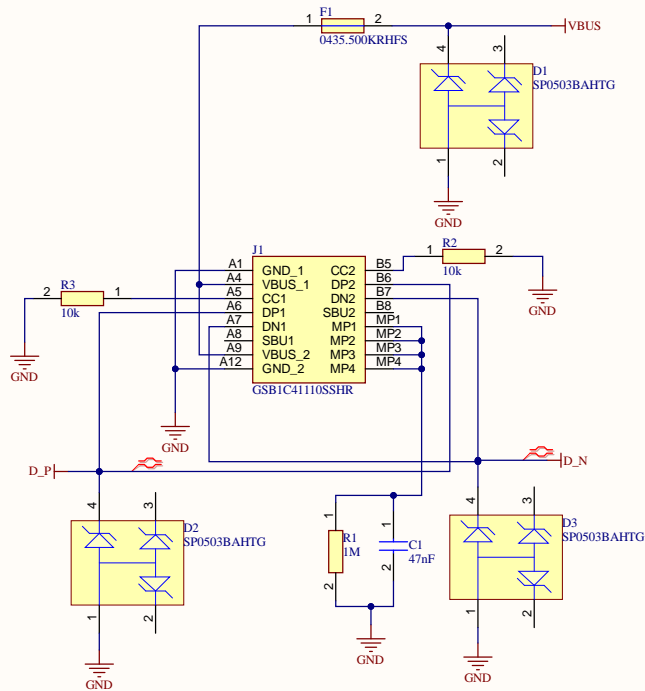 F1
1 2
0435.500KRHFS
VBUS
4 3
D1
SP0503BAHTG
1 2
GND
J1
A1 GND_1 CC2 B5
A4 VBUS_1 DP2 B6
A5 CC1 DN2 B7
A6 DP1 SBU2 B8
A7 DN1 MP1 MP1
A8 SBU1 MP2 MP2
A9 VBUS_2 MP3 MP3
A12 GND_2 MP4 MP4
GSB1C41110SSHR
R2
1 2
10k
GND
R3
2 1
10k
GND
GND
D_P
D_N
4 3
D2
SP0503BAHTG
1 2
GND
1
R1
1M
2
1
C1
47nF
2
GND
4 3
D3
SP0503BAHTG
1 2
GND